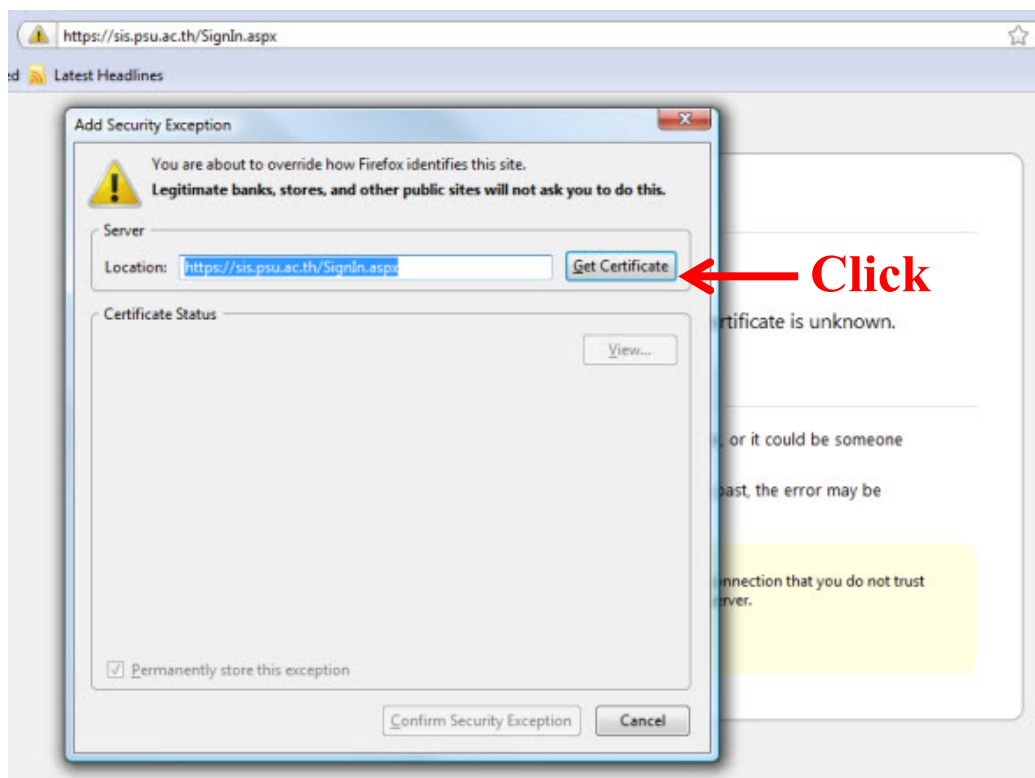 https://sis.psu.ac.th/SignIn.aspx
Latest Headlines
Add Security Exception
You are about to override how Firefox identifies this site.
Legitimate banks, stores, and other public sites will not ask you to do this.
Server
Location: https://sis.psu.ac.th/SignIn.aspx Get Certificate
Click
Certificate Status
View...
is unknown.
or it could be someone
past, the error may be
that you do not trust
Permanently store this exception
Confirm Security Exception Cancel